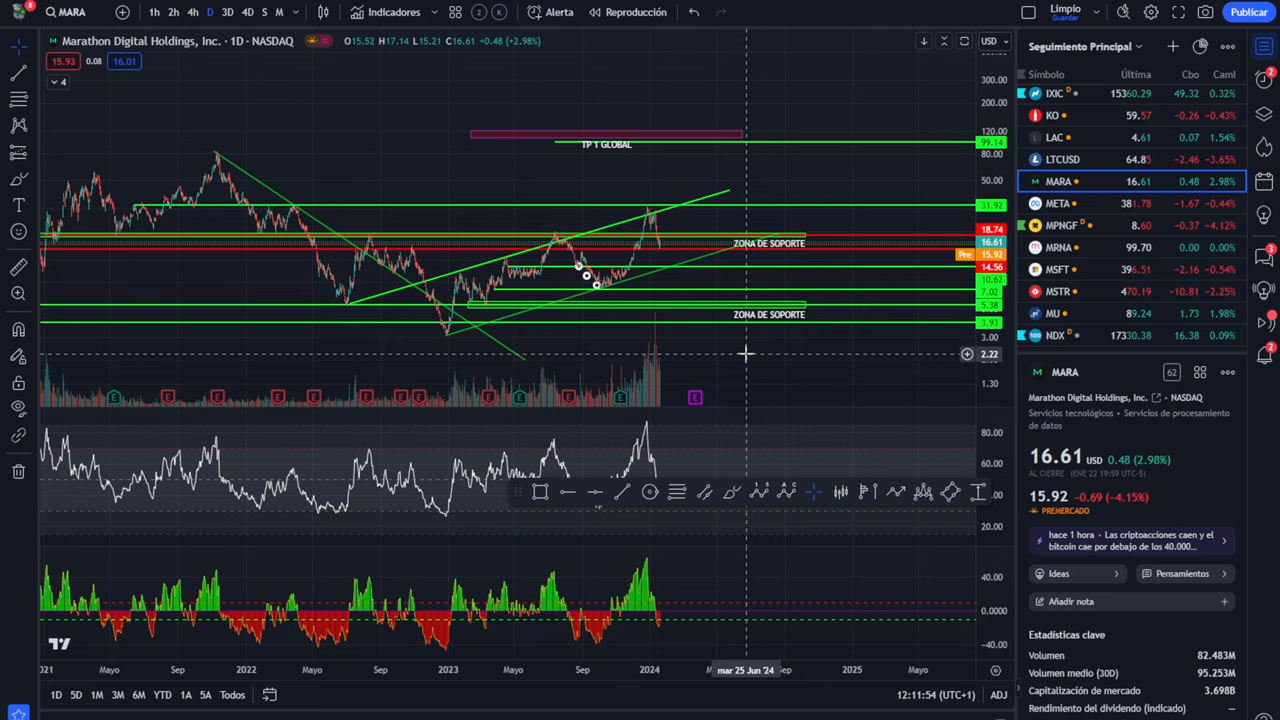 8
MARA
1h 2h 4h D 3D 4D S M
Indicadores
2 K
Alerta
Reproducción
Limpio
Guardar
Publicar
Marathon Digital Holdings, Inc. · 1D · NASDAQ
O15.52 H17.14 L15.21 C16.61 +0.48 (+2.98%)
15.93 0.08 16.01
4
USD
300.00
200.00
120.00
TP 1 GLOBAL
99.14
80.00
50.00
31.92
18.74
ZONA DE SOPORTE
16.61
Pre 15.92
14.56
10.62
7.02
5.38
ZONA DE SOPORTE
3.93
3.00
2.22
1.30
E E E E E E E E E E E E
80.00
60.00
20.00
40.00
0.0000
−40.00
2021 Mayo Sep 2022 Mayo Sep 2023 Mayo Sep 2024 mar 25 Jun '24 Sep 2025 Mayo
1D 5D 1M 3M 6M YTD 1A 5A Todos
12:11:54 (UTC+1) ADJ
Seguimiento Principal
Símbolo Última Cbo Caml
IXIC D 15360.29 49.32 0.32%
KO 59.57 −0.26 −0.43%
LAC 4.61 0.07 1.54%
LTCUSD 64.85 −2.46 −3.65%
MARA 16.61 0.48 2.98%
META 381.78 −1.67 −0.44%
MPNGF D 8.60 −0.37 −4.12%
MRNA 99.70 0.00 0.00%
MSFT 396.51 −2.16 −0.54%
MSTR 470.19 −10.81 −2.25%
MU 89.24 1.73 1.98%
NDX D 17330.38 16.38 0.09%
2
3
2
MARA
62
Marathon Digital Holdings, Inc. · NASDAQ
Servicios tecnológicos · Servicios de procesamiento
de datos
16.61 USD 0.48 (2.98%)
AL CIERRE (ENE 22 19:59 UTC-5)
15.92 −0.69 (−4.15%)
PREMERCADO
hace 1 hora · Las criptoacciones caen y el
bitcoin cae por debajo de los 40.000...
Ideas
Pensamientos
Añadir nota
Estadísticas clave
Volumen 82.483M
Volumen medio (30D) 95.253M
Capitalización de mercado 3.698B
Rendimiento del dividendo (indicado) —